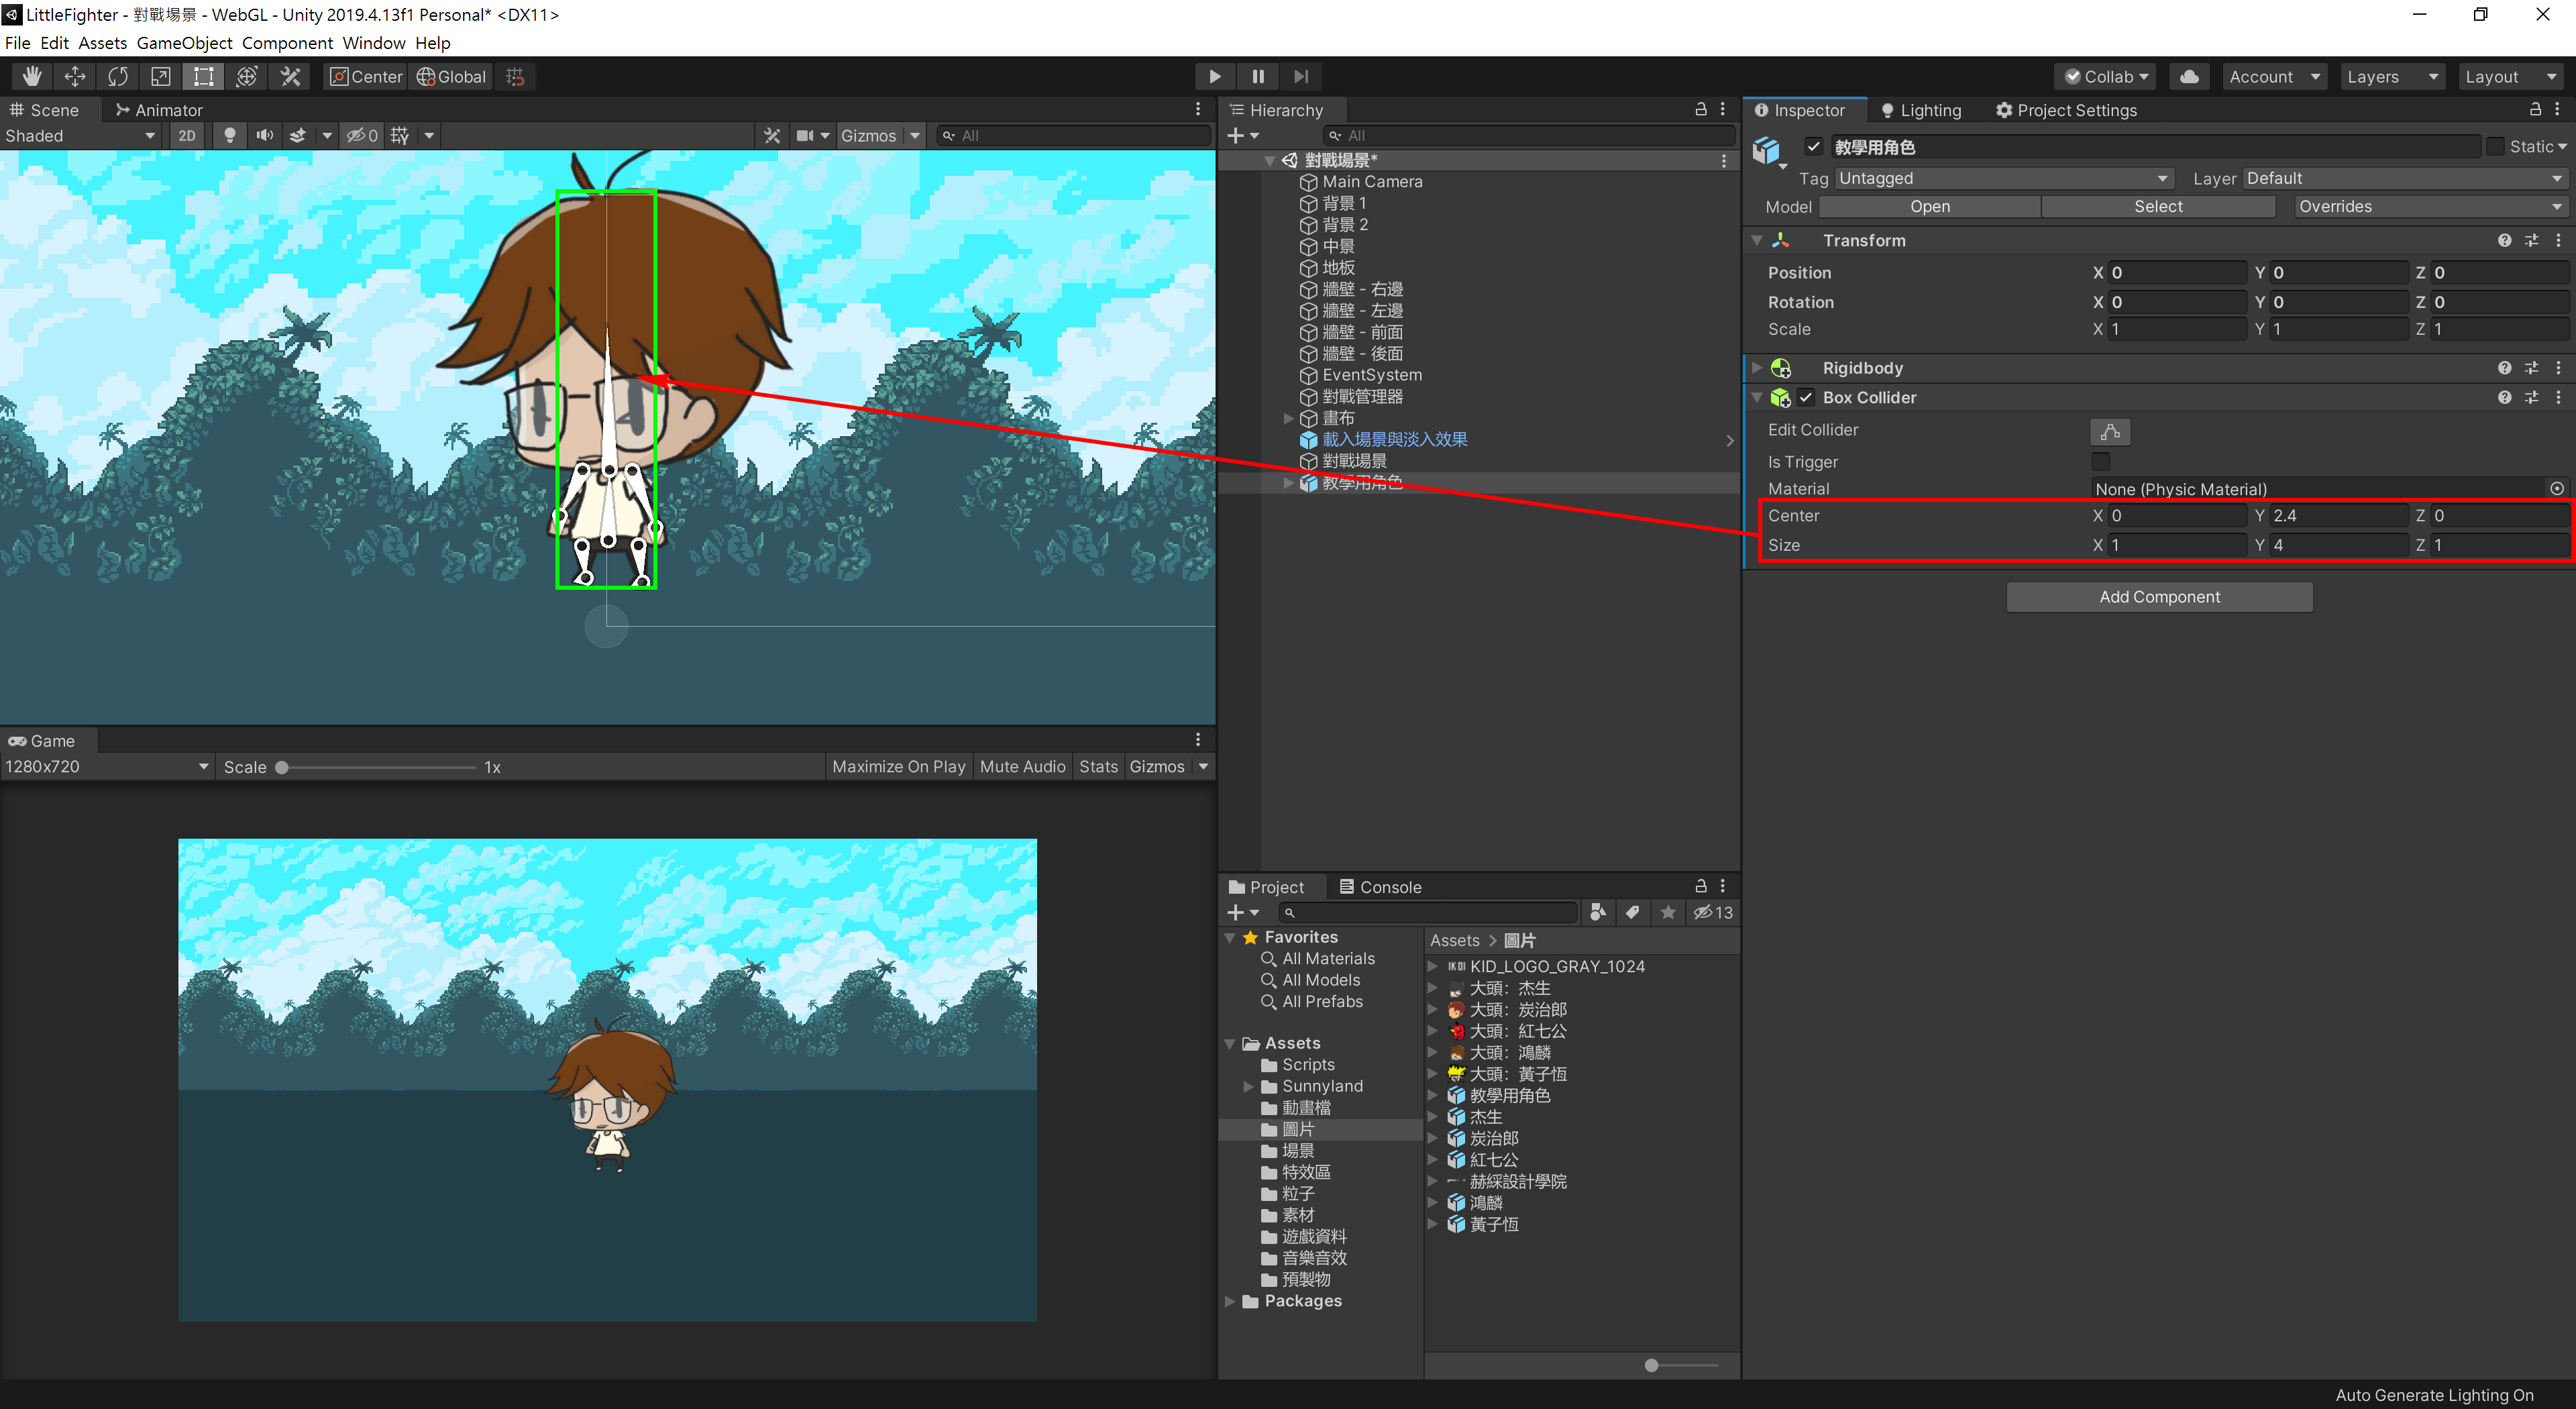 LittleFighter - 對戰場景 - WebGL - Unity 2019.4.13f1 Personal* <DX11>
File Edit Assets GameObject Component Window Help
Center Global
Collab Account Layers Layout
Scene Animator
Shaded 2D 0 Gizmos All
Hierarchy
All
對戰場景*
Main Camera
背景 1
背景 2
中景
地板
牆壁 - 右邊
牆壁 - 左邊
牆壁 - 前面
牆壁 - 後面
EventSystem
對戰管理器
畫布
載入場景與淡入效果
對戰場景
教學用角色
Inspector Lighting Project Settings
教學用角色 Static
Tag Untagged Layer Default
Model Open Select Overrides
Transform
Position X 0 Y 0 Z 0
Rotation X 0 Y 0 Z 0
Scale X 1 Y 1 Z 1
Rigidbody
Box Collider
Edit Collider
Is Trigger
Material None (Physic Material)
Center X 0 Y 2.4 Z 0
Size X 1 Y 4 Z 1
Add Component
Game
1280x720 Scale 1x Maximize On Play Mute Audio Stats Gizmos
Project Console
13
Favorites
All Materials
All Models
All Prefabs
Assets
Scripts
Sunnyland
動畫檔
圖片
場景
特效區
粒子
素材
遊戲資料
音樂音效
預製物
Packages
Assets > 圖片
KID_LOGO_GRAY_1024
大頭：杰生
大頭：炭治郎
大頭：紅七公
大頭：鴻麟
大頭：黃子恆
教學用角色
杰生
炭治郎
紅七公
赫綵設計學院
鴻麟
黃子恆
Auto Generate Lighting On